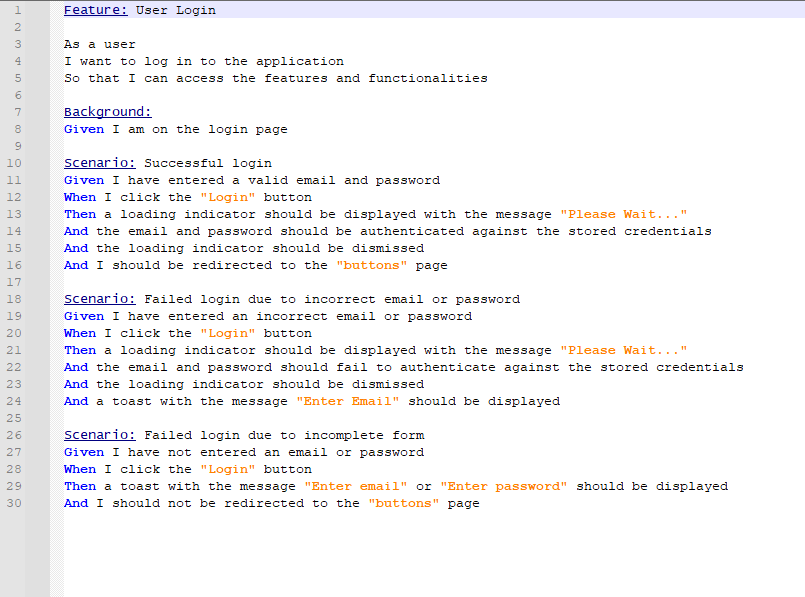 1 Feature: User Login
2
3 As a user
4 I want to log in to the application
5 So that I can access the features and functionalities
6
7 Background:
8 Given I am on the login page
9
10 Scenario: Successful login
11 Given I have entered a valid email and password
12 When I click the "Login" button
13 Then a loading indicator should be displayed with the message "Please Wait..."
14 And the email and password should be authenticated against the stored credentials
15 And the loading indicator should be dismissed
16 And I should be redirected to the "buttons" page
17
18 Scenario: Failed login due to incorrect email or password
19 Given I have entered an incorrect email or password
20 When I click the "Login" button
21 Then a loading indicator should be displayed with the message "Please Wait..."
22 And the email and password should fail to authenticate against the stored credentials
23 And the loading indicator should be dismissed
24 And a toast with the message "Enter Email" should be displayed
25
26 Scenario: Failed login due to incomplete form
27 Given I have not entered an email or password
28 When I click the "Login" button
29 Then a toast with the message "Enter email" or "Enter password" should be displayed
30 And I should not be redirected to the "buttons" page